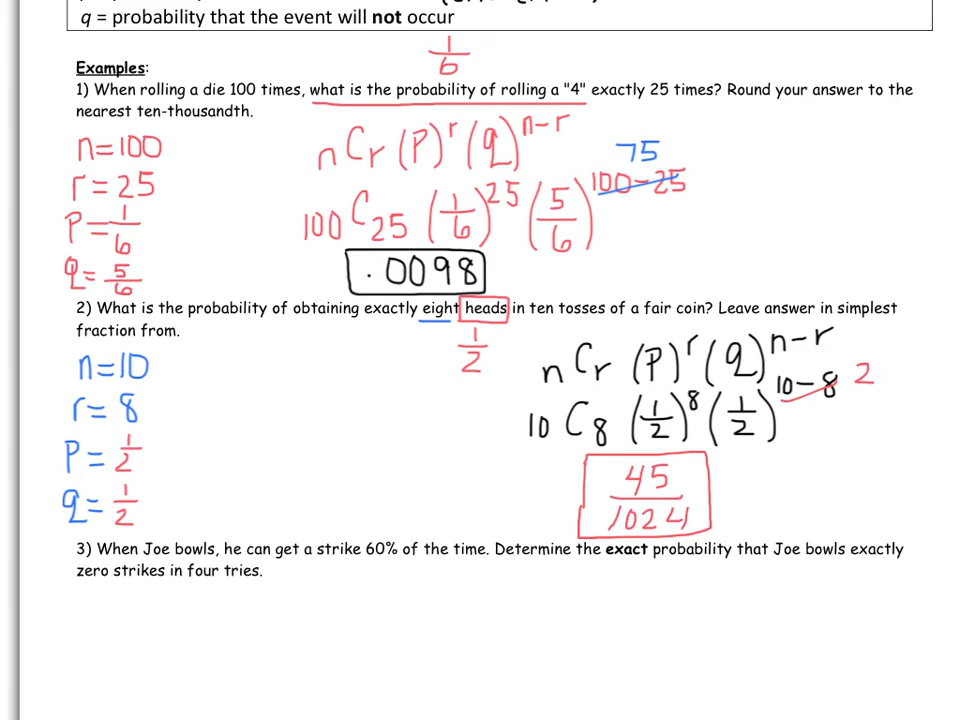 q = probability that the event will not occur
1/6
Examples:
1) When rolling a die 100 times, what is the probability of rolling a "4" exactly 25 times? Round your answer to the
nearest ten-thousandth.
n=100
r=25
P=1/6
q=5/6
nCr (P)^r (q)^n-r
75
100C25 (1/6)^25 (5/6)^100-25
.0098
2) What is the probability of obtaining exactly eight heads in ten tosses of a fair coin? Leave answer in simplest
fraction from.
1/2
n=10
r=8
P=1/2
q=1/2
nCr (P)^r (q)^n-r
10C8 (1/2)^8 (1/2)^10-8 2
45/1024
3) When Joe bowls, he can get a strike 60% of the time. Determine the exact probability that Joe bowls exactly
zero strikes in four tries.